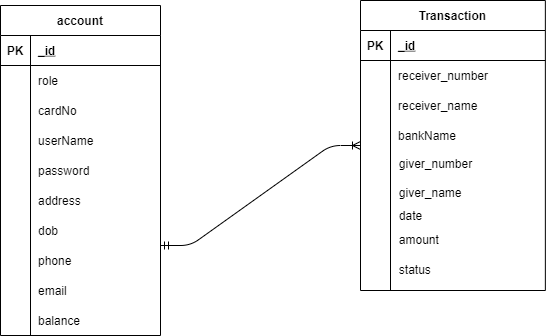 account
PK _id
role
cardNo
userName
password
address
dob
phone
email
balance
Transaction
PK _id
receiver_number
receiver_name
bankName
giver_number
giver_name
date
amount
status